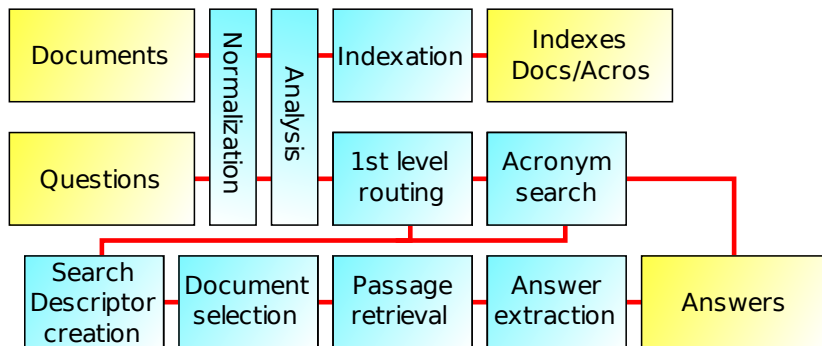 Documents
Normalization
Analysis
Indexation
Indexes
Docs/Acros
Questions
1st level
routing
Acronym
search
Search
Descriptor
creation
Document
selection
Passage
retrieval
Answer
extraction
Answers